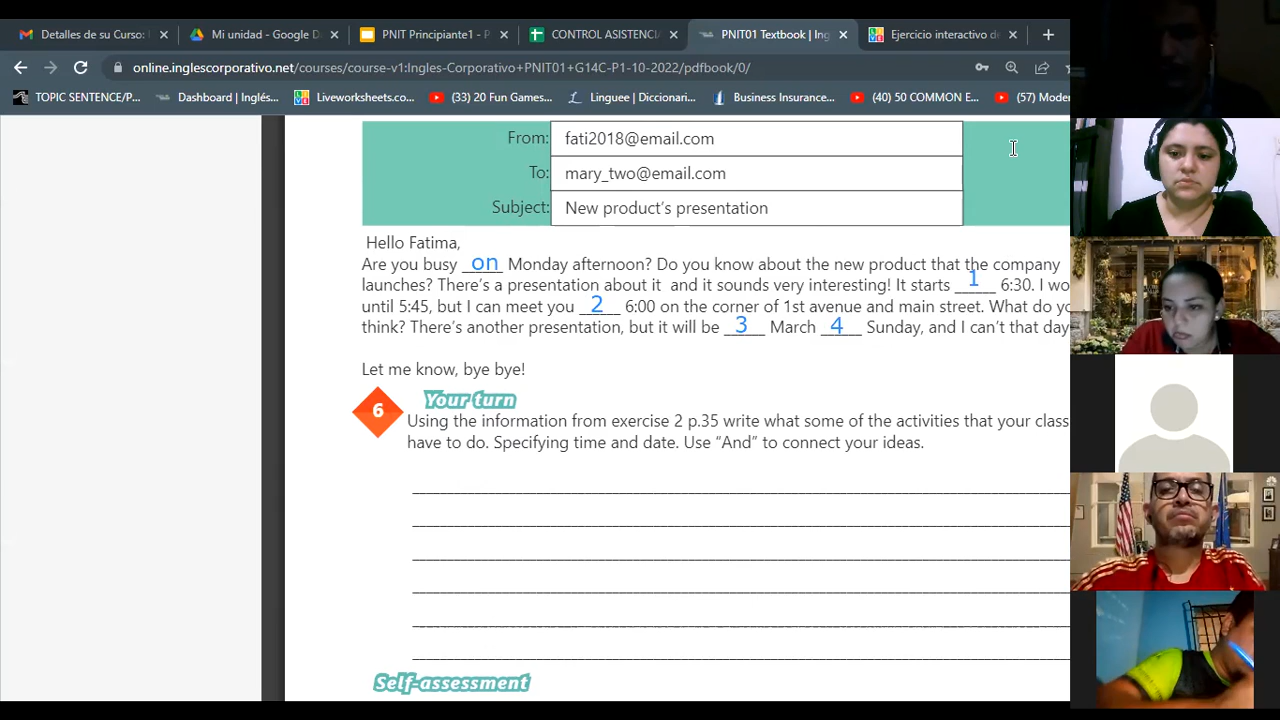 Detalles de su Curso:
Mi unidad - Google D
PNIT Principiante1 - P
CONTROL ASISTENCIA
PNIT01 Textbook | Ing
Ejercicio interactivo de
online.inglescorporativo.net/courses/course-v1:Ingles-Corporativo+PNIT01+G14C-P1-10-2022/pdfbook/0/
TOPIC SENTENCE/P...
Dashboard | Inglés...
Liveworksheets.co...
(33) 20 Fun Games...
Linguee | Diccionari...
Business Insurance...
(40) 50 COMMON E...
(57) Moder
From: fati2018@email.com
To: mary_two@email.com
Subject: New product's presentation
Hello Fatima,
Are you busy on Monday afternoon? Do you know about the new product that the company
launches? There's a presentation about it and it sounds very interesting! It starts 1 6:30. I wo
until 5:45, but I can meet you 2 6:00 on the corner of 1st avenue and main street. What do yo
think? There's another presentation, but it will be 3 March 4 Sunday, and I can't that day
Let me know, bye bye!
6 Your turn
Using the information from exercise 2 p.35 write what some of the activities that your class
have to do. Specifying time and date. Use "And" to connect your ideas.
Self-assessment